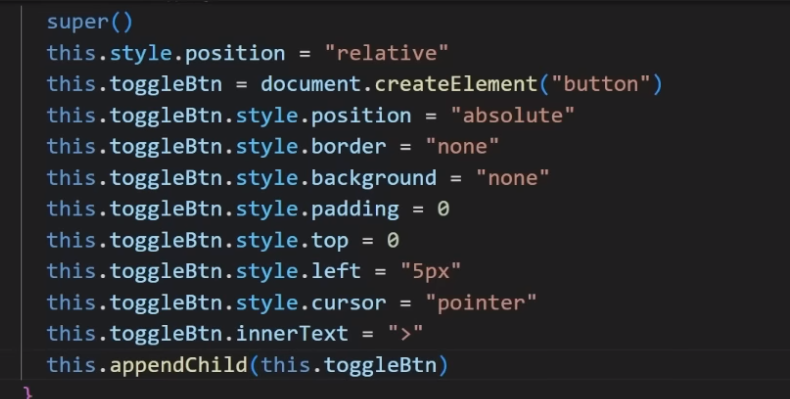 super()
this.style.position = "relative"
this.toggleBtn = document.createElement("button")
this.toggleBtn.style.position = "absolute"
this.toggleBtn.style.border = "none"
this.toggleBtn.style.background = "none"
this.toggleBtn.style.padding = 0
this.toggleBtn.style.top = 0
this.toggleBtn.style.left = "5px"
this.toggleBtn.style.cursor = "pointer"
this.toggleBtn.innerText = ">"
this.appendChild(this.toggleBtn)
}